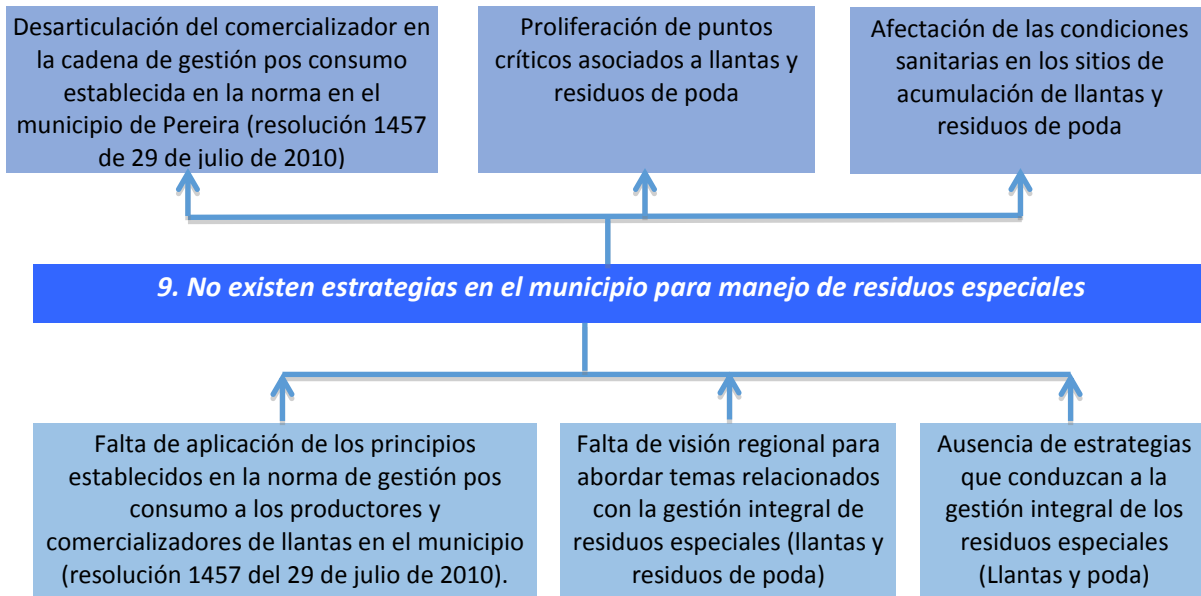 Desarticulación del comercializador en
la cadena de gestión pos consumo
establecida en la norma en el
municipio de Pereira (resolución 1457
de 29 de julio de 2010)
Proliferación de puntos
críticos asociados a llantas y
residuos de poda
Afectación de las condiciones
sanitarias en los sitios de
acumulación de llantas y
residuos de poda
9. No existen estrategias en el municipio para manejo de residuos especiales
Falta de aplicación de los principios
establecidos en la norma de gestión pos
consumo a los productores y
comercializadores de llantas en el municipio
(resolución 1457 del 29 de julio de 2010).
Falta de visión regional para
abordar temas relacionados
con la gestión integral de
residuos especiales (llantas y
residuos de poda)
Ausencia de estrategias
que conduzcan a la
gestión integral de los
residuos especiales
(Llantas y poda)